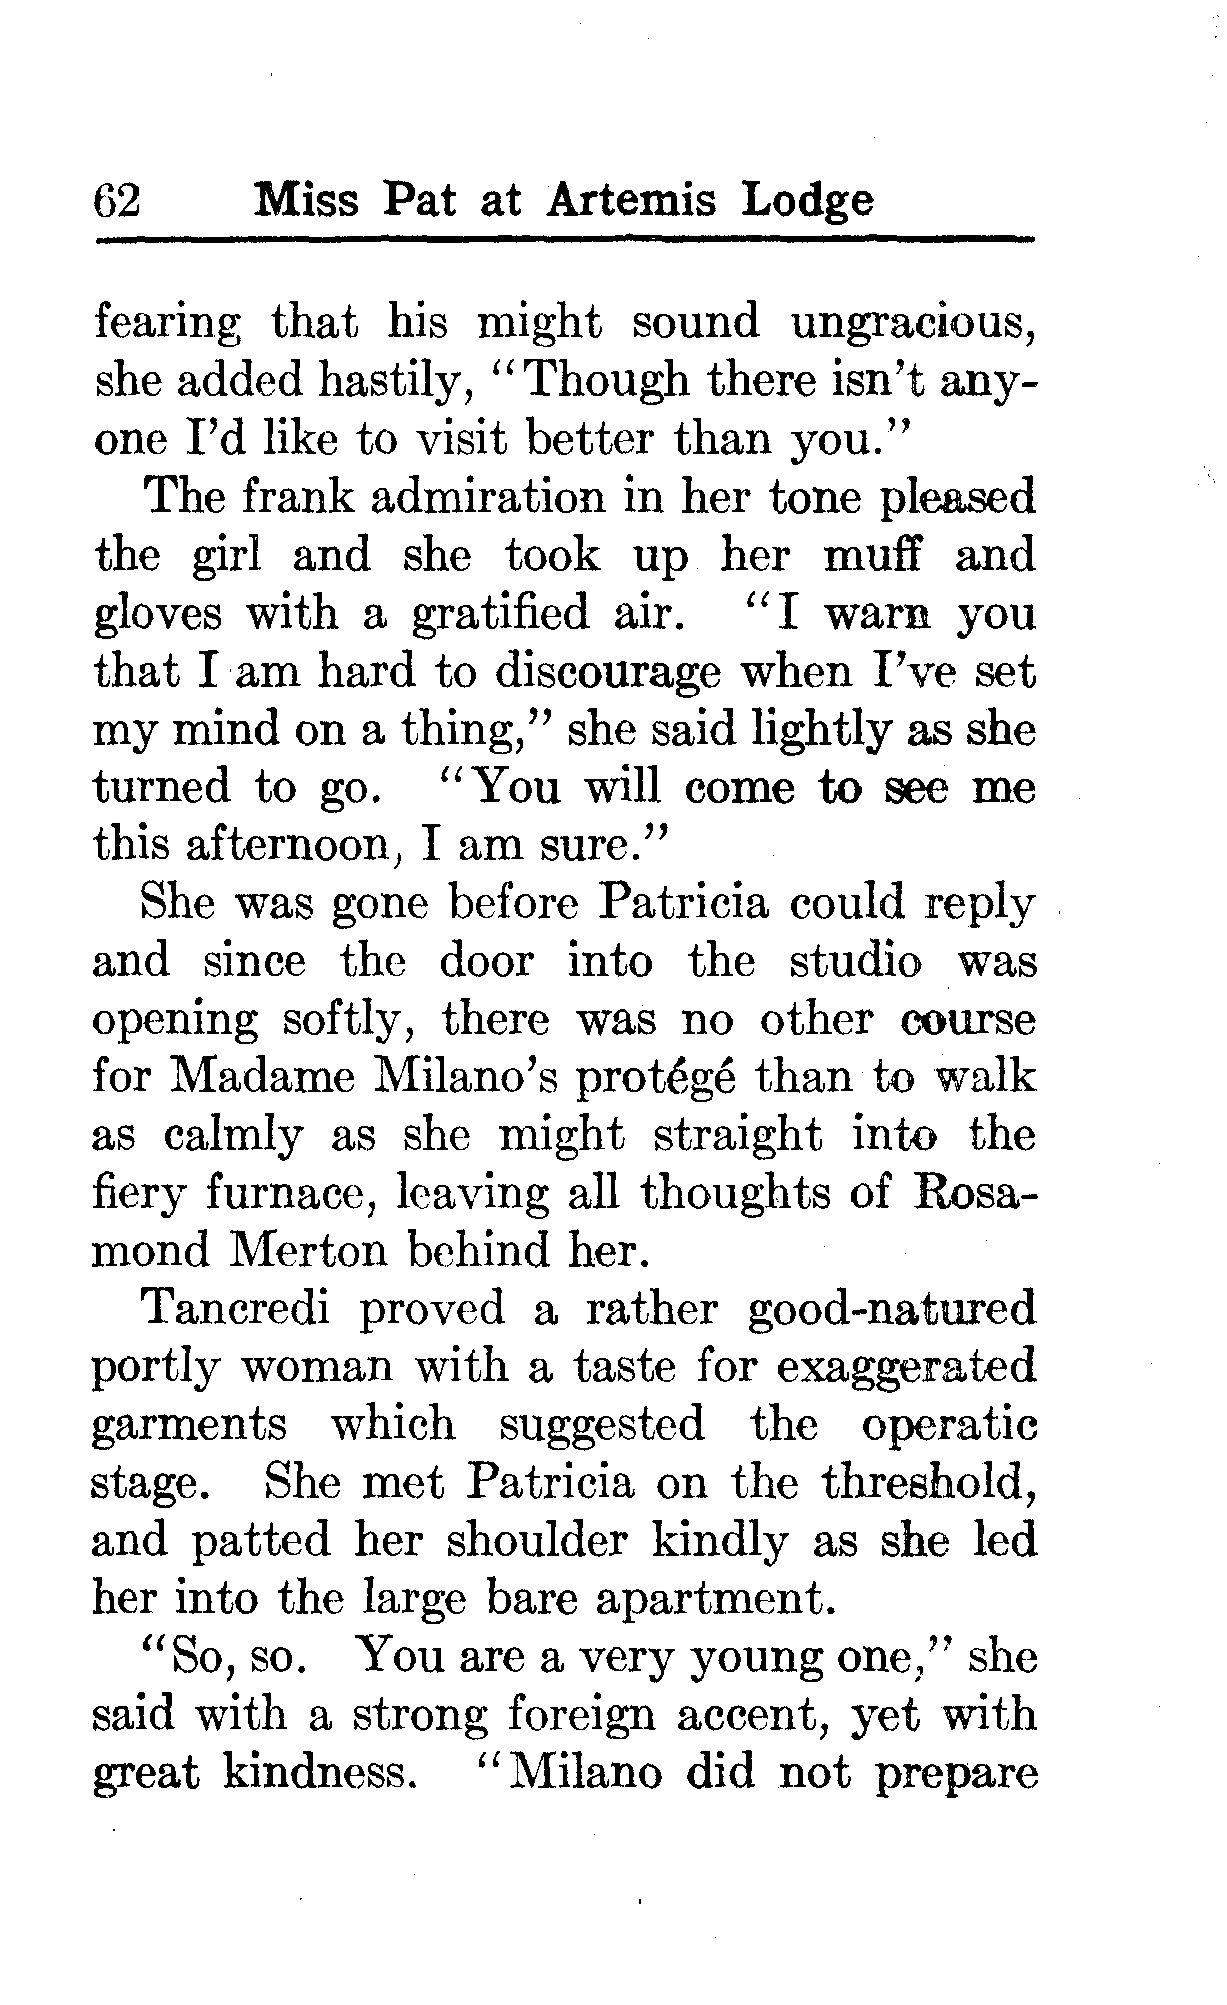 62 Miss Pat at Artemis Lodge
fearing that his might sound ungracious,
she added hastily, "Though there isn't any-
one I'd like to visit better than you."
The frank admiration in her tone pleased
the girl and she took up her muff and
gloves with a gratified air. "I warn you
that I am hard to discourage when I've set
my mind on a thing," she said lightly as she
turned to go. "You will come to see me
this afternoon, I am sure."
She was gone before Patricia could reply
and since the door into the studio was
opening softly, there was no other course
for Madame Milano's protégé than to walk
as calmly as she might straight into the
fiery furnace, leaving all thoughts of Rosa-
mond Merton behind her.
Tancredi proved a rather good-natured
portly woman with a taste for exaggerated
garments which suggested the operatic
stage. She met Patricia on the threshold,
and patted her shoulder kindly as she led
her into the large bare apartment.
"So, so. You are a very young one," she
said with a strong foreign accent, yet with
great kindness. "Milano did not prepare